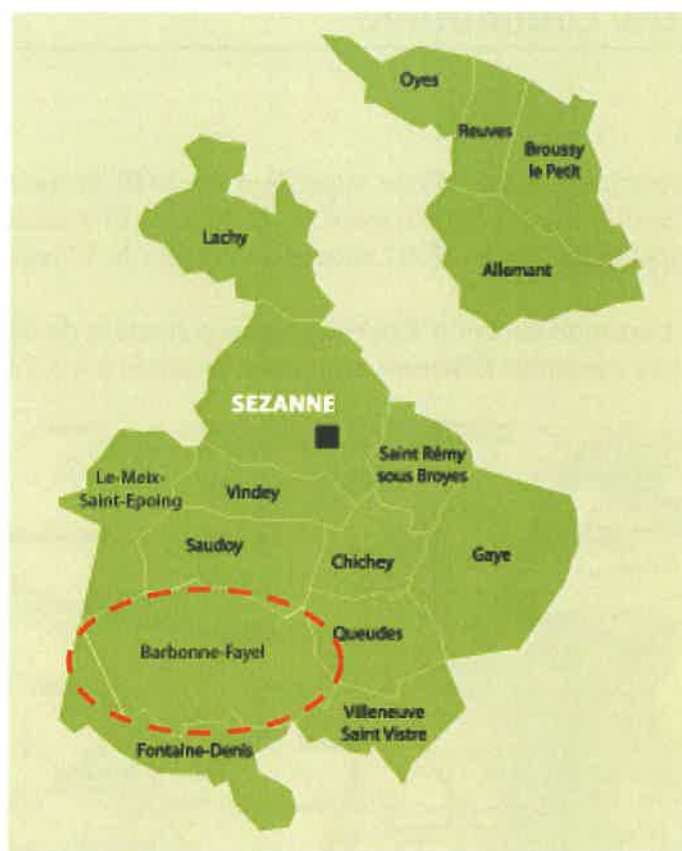 Oyes
Reuves
Broussy
le Petit
Lachy
Allemant
SEZANNE
Saint Rémy
sous Broyes
Le-Meix-
Saint-Epoing
Vindey
Saudoy
Chichey
Gaye
Queudes
Barbonne-Fayel
Villeneuve
Saint Vistre
Fontaine-Denis